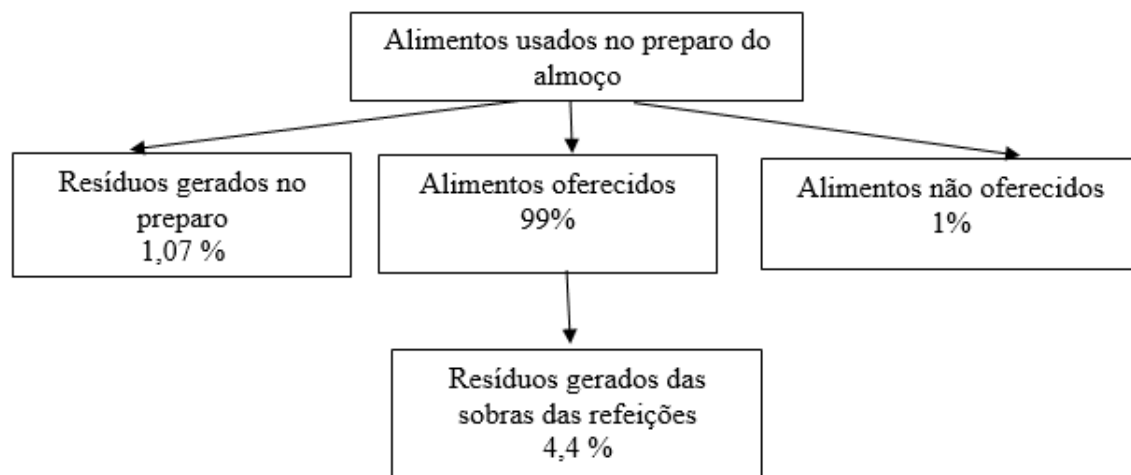 Alimentos usados no preparo do
almoço
Resíduos gerados no
preparo
1,07 %
Alimentos oferecidos
99%
Alimentos não oferecidos
1%
Resíduos gerados das
sobras das refeições
4,4 %